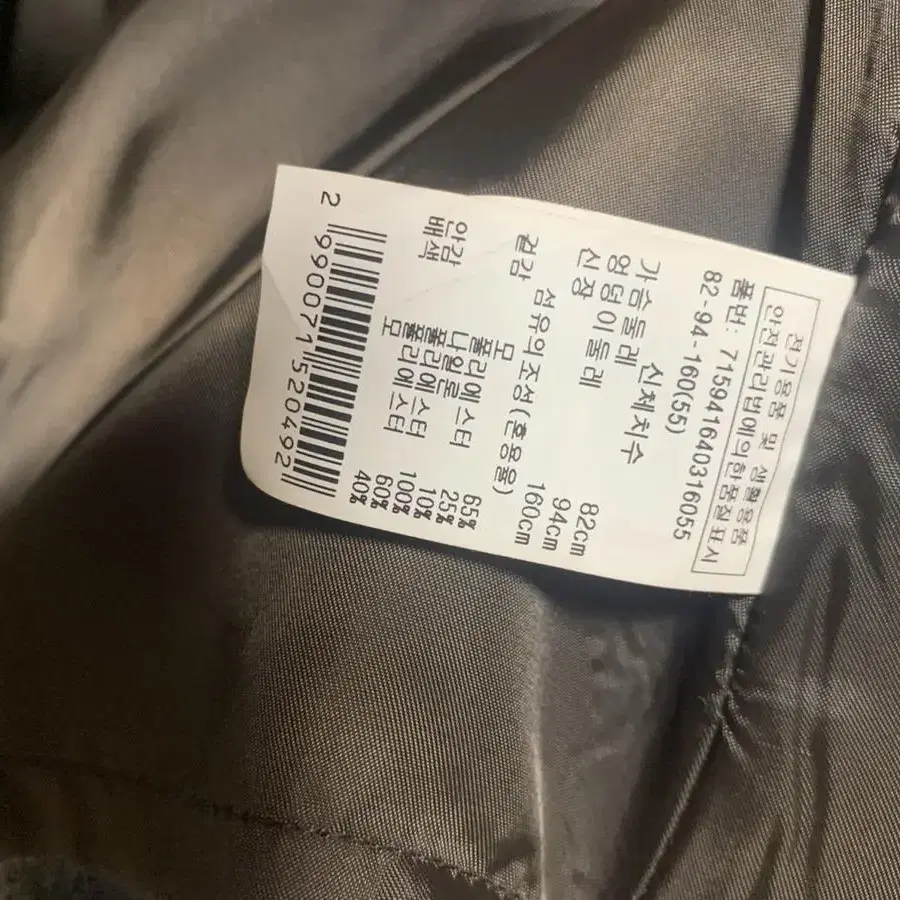 전기용품 및 생활용품
안전관리법에의한품질표시
품번: 71594164031 6055
82-94-160(55)
신체치수
가슴둘레 82cm
엉덩이둘레 94cm
신장 160cm
섬유의조성(혼용율)
겉감 모 65%
폴리에스터 25%
나일론 10%
안감 폴리에스터 100%
배색 폴리에스터 60%
모 40%
2 990071 520492